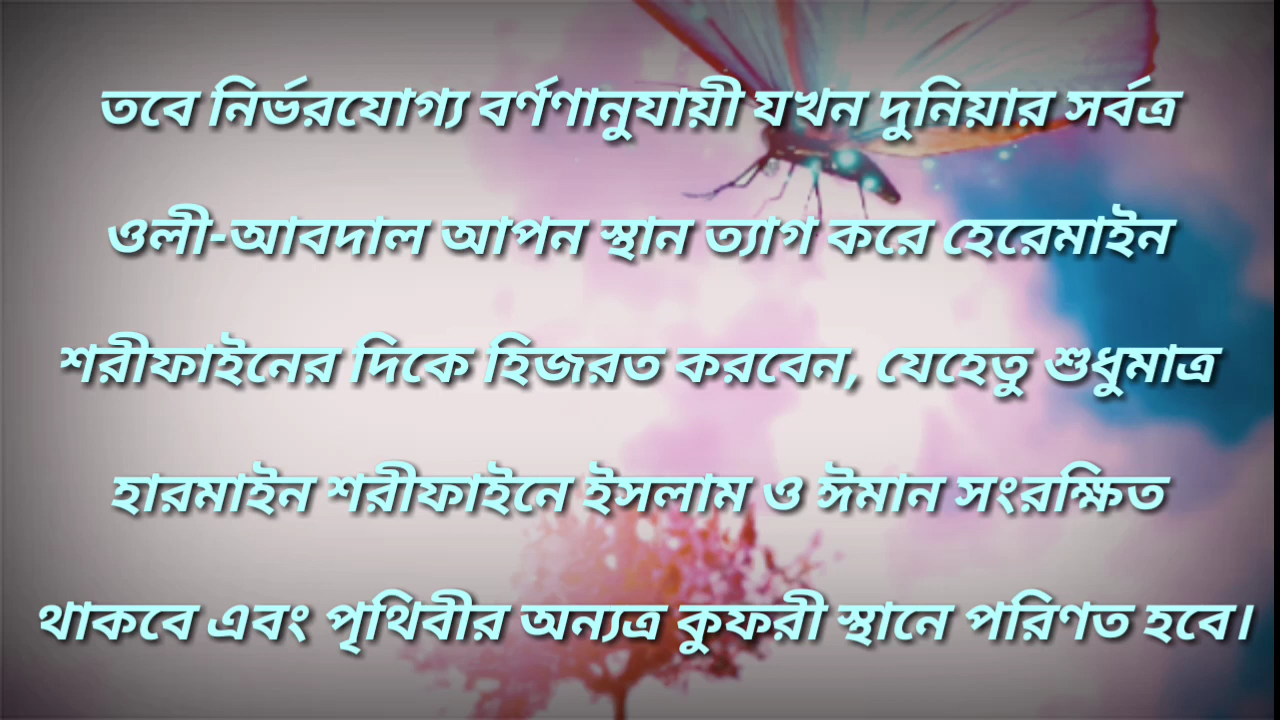 তবে নির্ভরযোগ্য বর্ণণানুযায়ী যখন দুনিয়ার সর্বত্র
ওলী-আবদাল আপন স্থান ত্যাগ করে হেরেমাইন
শরীফাইনের দিকে হিজরত করবেন, যেহেতু শুধুমাত্র
হারমাইন শরীফাইনে ইসলাম ও ঈমান সংরক্ষিত
থাকবে এবং পৃথিবীর অন্যত্র কুফরী স্থানে পরিণত হবে।